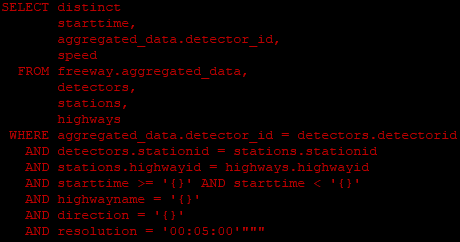 SELECT distinct
starttime,
aggregated_data.detector_id,
speed
FROM freeway.aggregated_data,
detectors,
stations,
highways
WHERE aggregated_data.detector_id = detectors.detectorid
AND detectors.stationid = stations.stationid
AND stations.highwayid = highways.highwayid
AND starttime >= '{}' AND starttime < '{}'
AND highwayname = '{}'
AND direction = '{}'
AND resolution = '00:05:00'"""